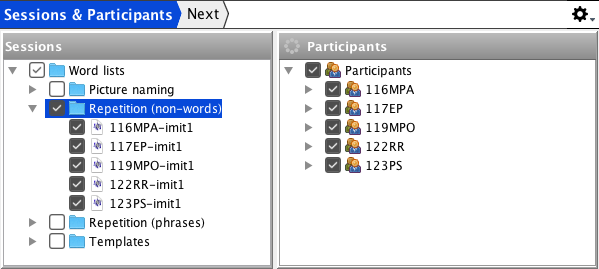 Sessions & Participants Next
Sessions
Word lists
Picture naming
Repetition (non-words)
116MPA-imit1
117EP-imit1
119MPO-imit1
122RR-imit1
123PS-imit1
Repetition (phrases)
Templates
Participants
Participants
116MPA
117EP
119MPO
122RR
123PS